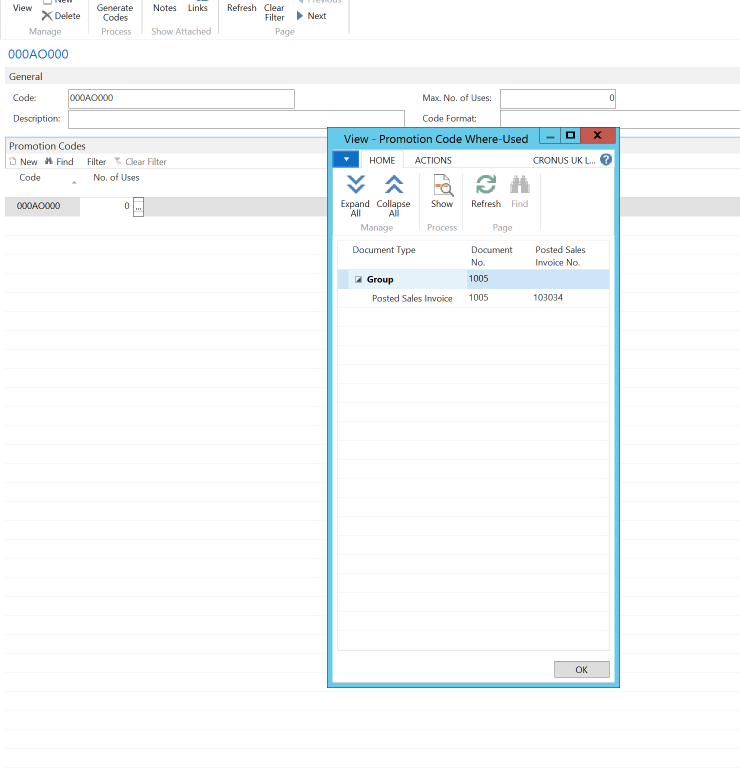 New
Previous
View
Delete
Generate Codes
Notes
Links
Refresh
Clear Filter
Next
Manage
Process
Show Attached
Page
000AO000
General
Code: 000AO000
Max. No. of Uses: 0
Description:
Code Format:
Promotion Codes
New Find Filter Clear Filter
Code No. of Uses
000AO000 0 ...
View - Promotion Code Where-Used
HOME ACTIONS CRONUS UK L... ?
Expand All
Collapse All
Show
Refresh
Find
Manage Process Page
Document Type
Document No.
Posted Sales Invoice No.
Group 1005
Posted Sales Invoice 1005 103034
OK